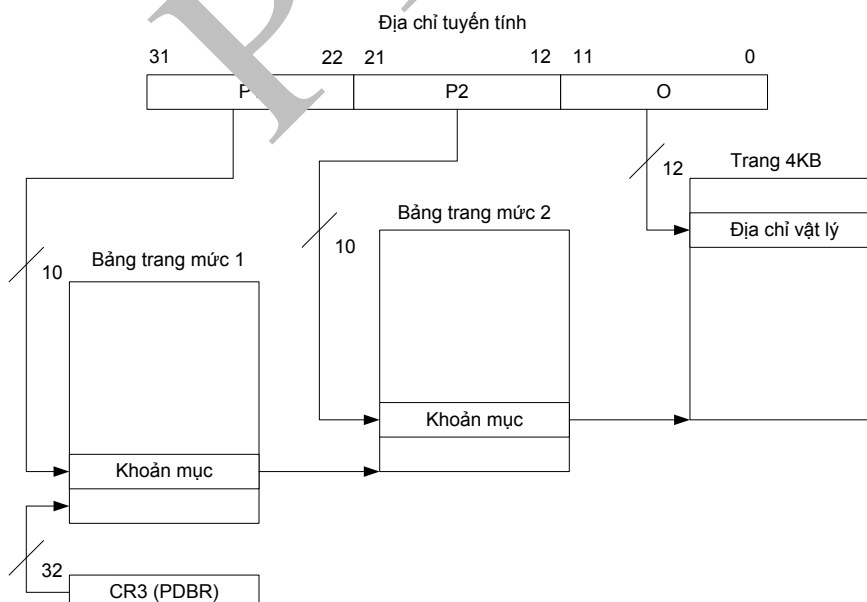 Địa chỉ tuyến tính
31 22 21 12 11 0
P2 O
12
Trang 4KB
Địa chỉ vật lý
Bảng trang mức 2
10
Khoản mục
Bảng trang mức 1
10
Khoản mục
32
CR3 (PDBR)